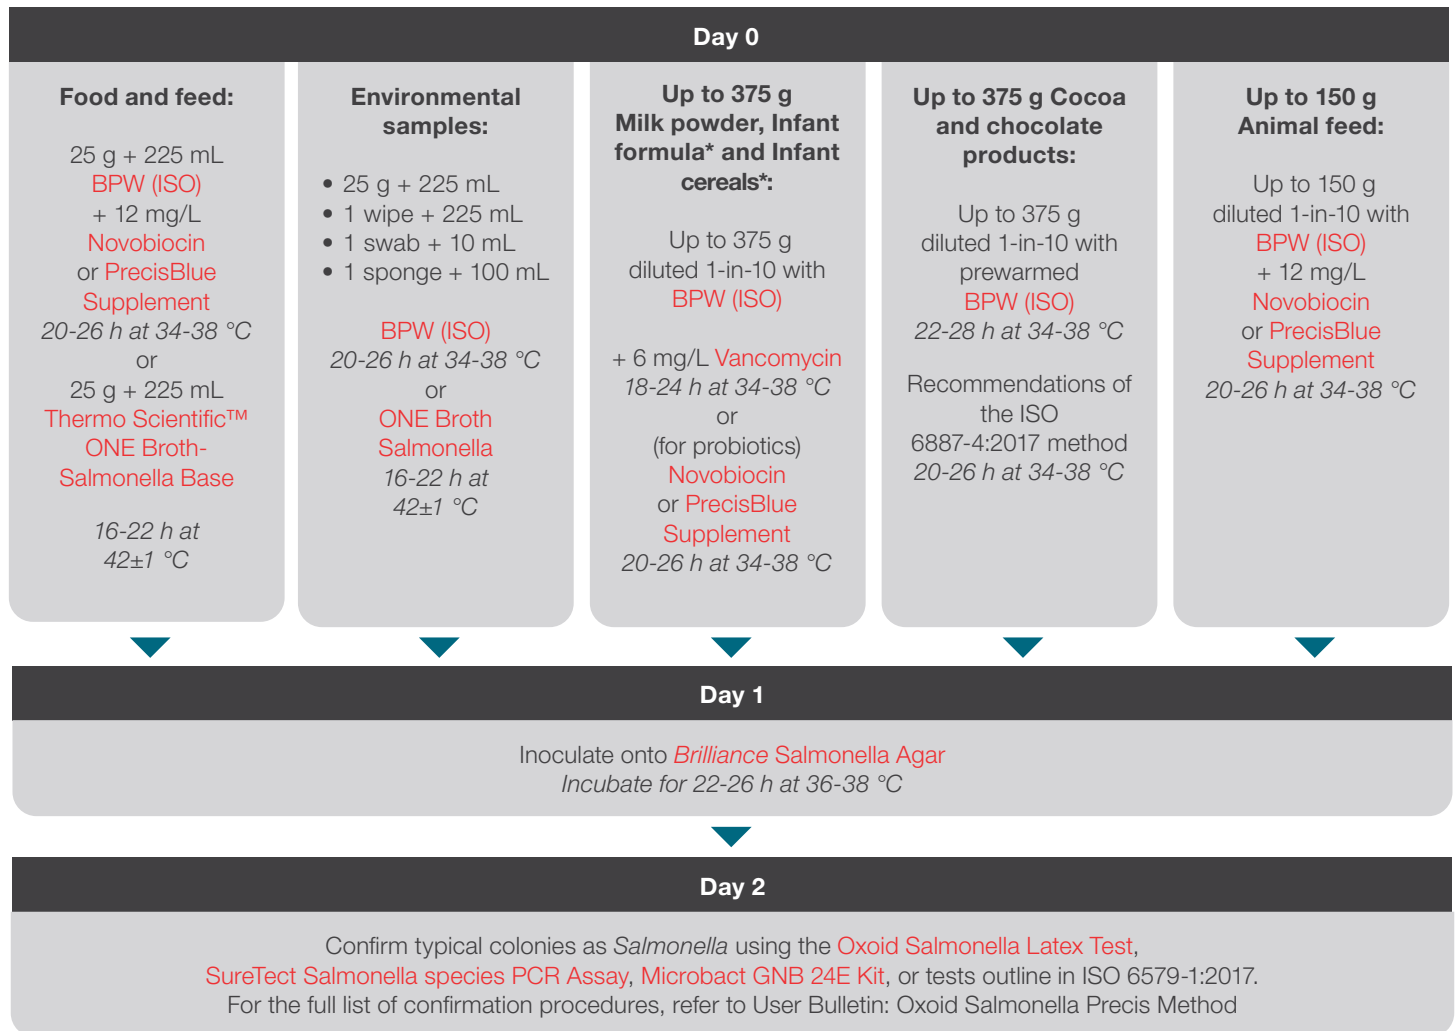 Day 0
Food and feed:
25 g + 225 mL
BPW (ISO)
+ 12 mg/L
Novobiocin
or PrecisBlue
Supplement
20-26 h at 34-38 °C
or
25 g + 225 mL
Thermo Scientific™
ONE Broth-
Salmonella Base
16-22 h at
42±1 °C
Environmental
samples:
• 25 g + 225 mL
• 1 wipe + 225 mL
• 1 swab + 10 mL
• 1 sponge + 100 mL
BPW (ISO)
20-26 h at 34-38 °C
or
ONE Broth
Salmonella
16-22 h at
42±1 °C
Up to 375 g
Milk powder, Infant
formula* and Infant
cereals*:
Up to 375 g
diluted 1-in-10 with
BPW (ISO)
+ 6 mg/L Vancomycin
18-24 h at 34-38 °C
or
(for probiotics)
Novobiocin
or PrecisBlue
Supplement
20-26 h at 34-38 °C
Up to 375 g Cocoa
and chocolate
products:
Up to 375 g
diluted 1-in-10 with
prewarmed
BPW (ISO)
22-28 h at 34-38 °C
Recommendations of
the ISO
6887-4:2017 method
20-26 h at 34-38 °C
Up to 150 g
Animal feed:
Up to 150 g
diluted 1-in-10 with
BPW (ISO)
+ 12 mg/L
Novobiocin
or PrecisBlue
Supplement
20-26 h at 34-38 °C
Day 1
Inoculate onto Brilliance Salmonella Agar
Incubate for 22-26 h at 36-38 °C
Day 2
Confirm typical colonies as Salmonella using the Oxoid Salmonella Latex Test,
SureTect Salmonella species PCR Assay, Microbact GNB 24E Kit, or tests outline in ISO 6579-1:2017.
For the full list of confirmation procedures, refer to User Bulletin: Oxoid Salmonella Precis Method